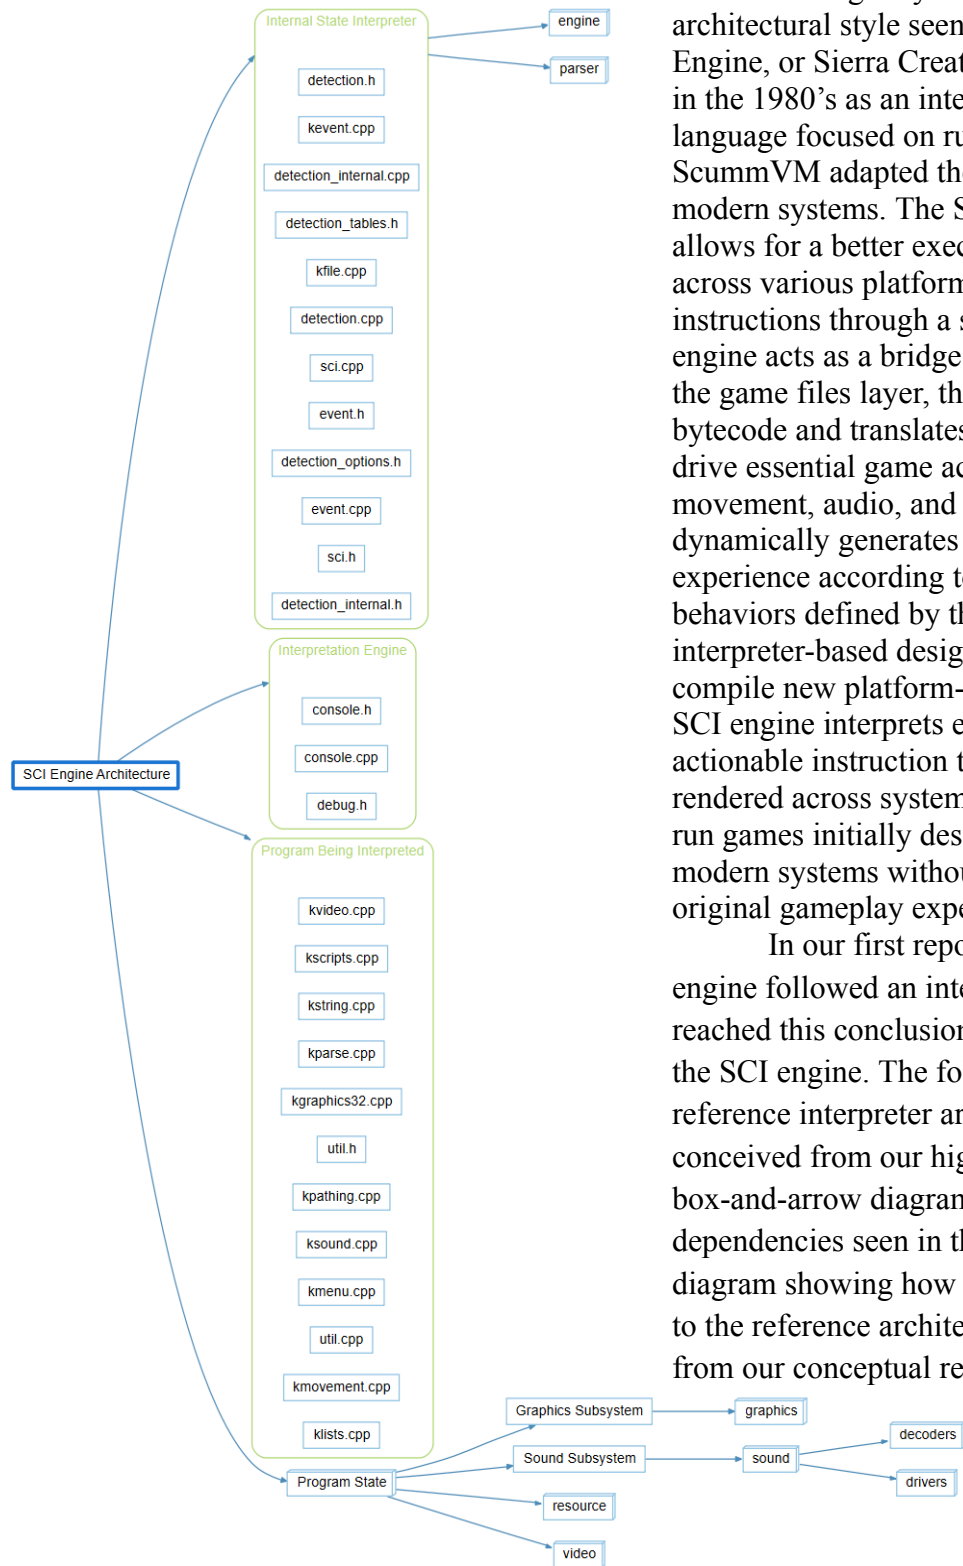 Internal State Interpreter
detection.h
kevent.cpp
detection_internal.cpp
detection_tables.h
kfile.cpp
detection.cpp
sci.cpp
event.h
detection_options.h
event.cpp
sci.h
detection_internal.h
engine
parser
Interpretation Engine
console.h
console.cpp
debug.h
SCI Engine Architecture
Program Being Interpreted
kvideo.cpp
kscripts.cpp
kstring.cpp
kparse.cpp
kgraphics32.cpp
util.h
kpathing.cpp
ksound.cpp
kmenu.cpp
util.cpp
kmovement.cpp
klists.cpp
Program State
Graphics Subsystem
graphics
Sound Subsystem
sound
decoders
drivers
resource
video
architectural style seen
Engine, or Sierra Creat
in the 1980's as an inte
language focused on ru
ScummVM adapted the
modern systems. The S
allows for a better exec
across various platform
instructions through a s
engine acts as a bridge
the game files layer, th
bytecode and translates
drive essential game ac
movement, audio, and
dynamically generates
experience according to
behaviors defined by th
interpreter-based desig
compile new platform-
SCI engine interprets e
actionable instruction t
rendered across system
run games initially des
modern systems withou
original gameplay expe
In our first repo
engine followed an inte
reached this conclusion
the SCI engine. The fo
reference interpreter ar
conceived from our hig
box-and-arrow diagran
dependencies seen in th
diagram showing how
to the reference archite
from our conceptual re